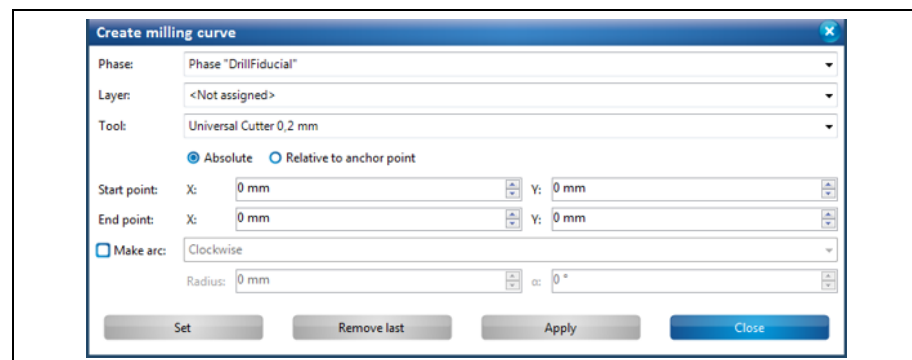 Create milling curve
Phase: Phase "DrillFiducial"
Layer: <Not assigned>
Tool: Universal Cutter 0,2 mm
Absolute Relative to anchor point
Start point: X: 0 mm Y: 0 mm
End point: X: 0 mm Y: 0 mm
Make arc: Clockwise
Radius: 0 mm α: 0 °
Set Remove last Apply Close